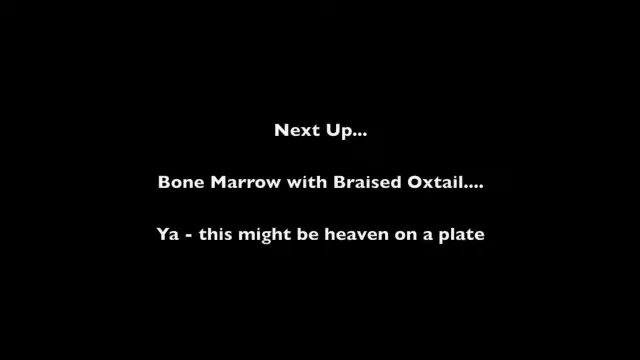 Next Up...
Bone Marrow with Braised Oxtail....
Ya - this might be heaven on a plate